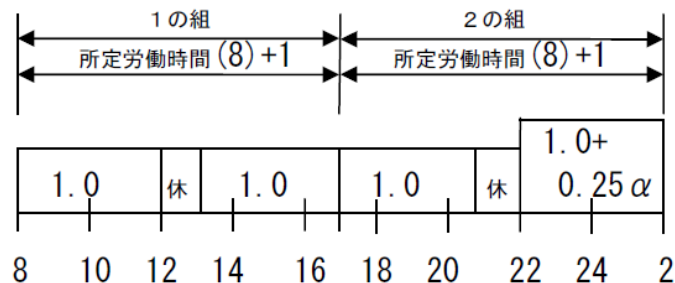 １の組 ２の組
所定労働時間(8)+1 所定労働時間(8)+1
1.0 休 1.0 1.0 休 1.0+
0.25α
8 10 12 14 16 18 20 22 24 2